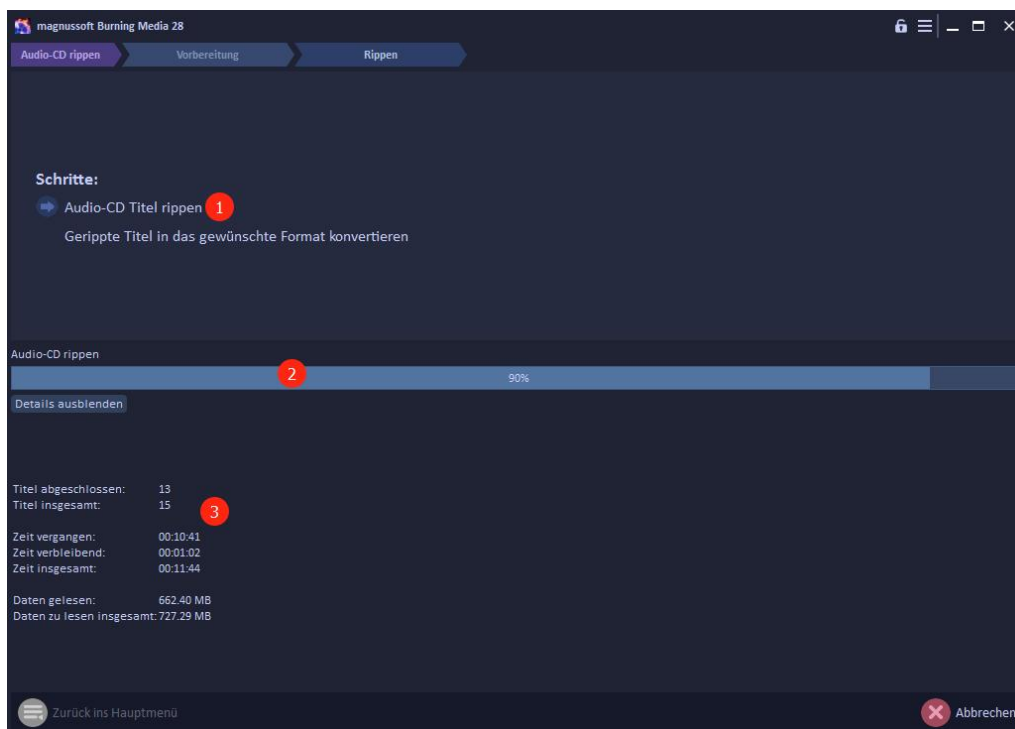 magnussoft Burning Media 28
Audio-CD rippen Vorbereitung Rippen
Schritte:
Audio-CD Titel rippen 1
Gerippte Titel in das gewünschte Format konvertieren
Audio-CD rippen
2 90%
Details ausblenden
Titel abgeschlossen: 13
Titel insgesamt: 15
3
Zeit vergangen: 00:10:41
Zeit verbleibend: 00:01:02
Zeit insgesamt: 00:11:44
Daten gelesen: 662.40 MB
Daten zu lesen insgesamt: 727.29 MB
Zurück ins Hauptmenü Abbrechen